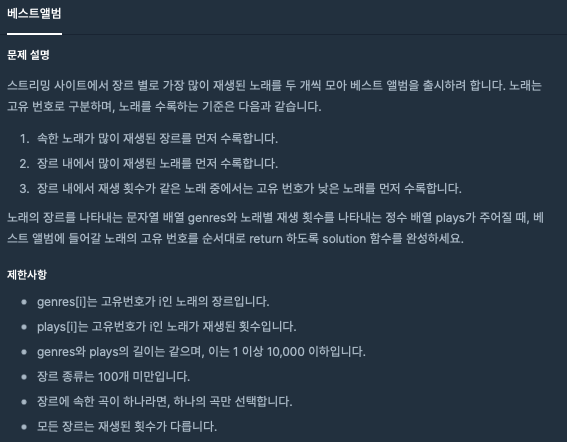 베스트앨범
문제 설명
스트리밍 사이트에서 장르 별로 가장 많이 재생된 노래를 두 개씩 모아 베스트 앨범을 출시하려 합니다. 노래는
고유 번호로 구분하며, 노래를 수록하는 기준은 다음과 같습니다.
1. 속한 노래가 많이 재생된 장르를 먼저 수록합니다.
2. 장르 내에서 많이 재생된 노래를 먼저 수록합니다.
3. 장르 내에서 재생 횟수가 같은 노래 중에서는 고유 번호가 낮은 노래를 먼저 수록합니다.
노래의 장르를 나타내는 문자열 배열 genres와 노래별 재생 횟수를 나타내는 정수 배열 plays가 주어질 때, 베
스트 앨범에 들어갈 노래의 고유 번호를 순서대로 return 하도록 solution 함수를 완성하세요.
제한사항
• genres[i]는 고유번호가 i인 노래의 장르입니다.
• plays[i]는 고유번호가 i인 노래가 재생된 횟수입니다.
• genres와 plays의 길이는 같으며, 이는 1 이상 10,000 이하입니다.
• 장르 종류는 100개 미만입니다.
• 장르에 속한 곡이 하나라면, 하나의 곡만 선택합니다.
• 모든 장르는 재생된 횟수가 다릅니다.